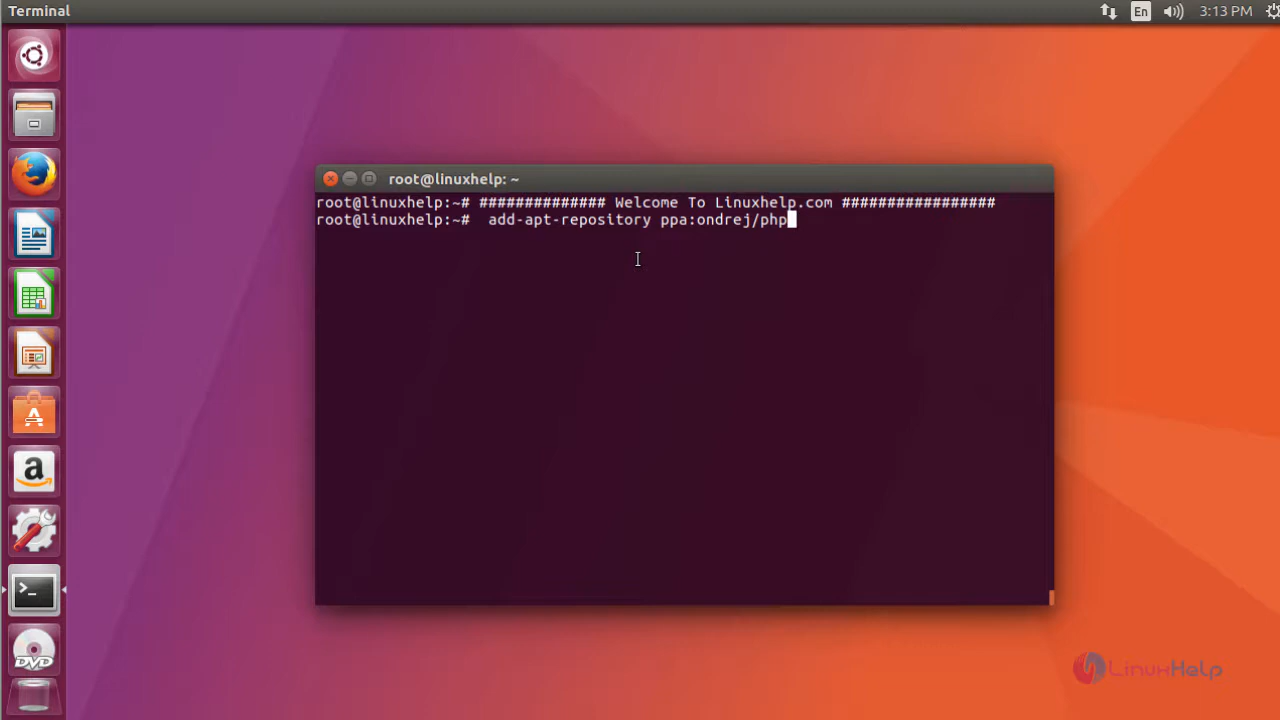 Terminal
En
3:13 PM
root@linuxhelp: ~
root@linuxhelp:~# ############## Welcome To Linuxhelp.com #################
root@linuxhelp:~#  add-apt-repository ppa:ondrej/php
A
a
>_
DVD
LinuxHelp